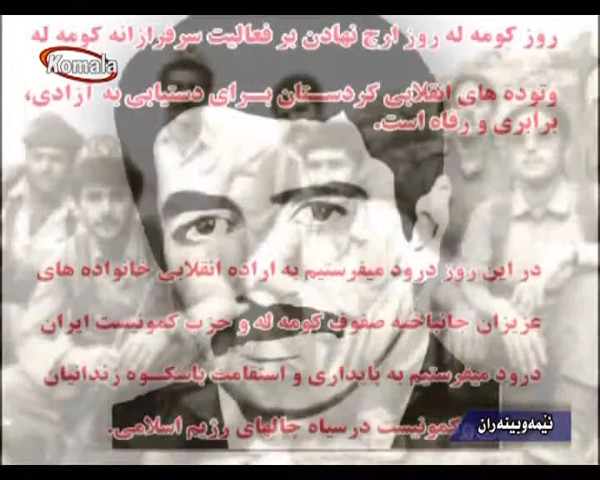 Komala
روز کومه له روز ارج نهادن بر فعالیت سرفرازانه کومه له
وتوده های انقلابی کردستان برای دستیابی به آزادی،
برابری و رفاه است.
در این روز درود میفرستیم به اراده انقلابی خانواده های
عزیزان جانباخته صفوف کومه له و حزب کمونیست ایران
درود میفرستیم به پایداری و استقامت باشکوه زندانیان
وکمونیست درسیاه چالهای رژیم اسلامی.
ئێمەوبینەران